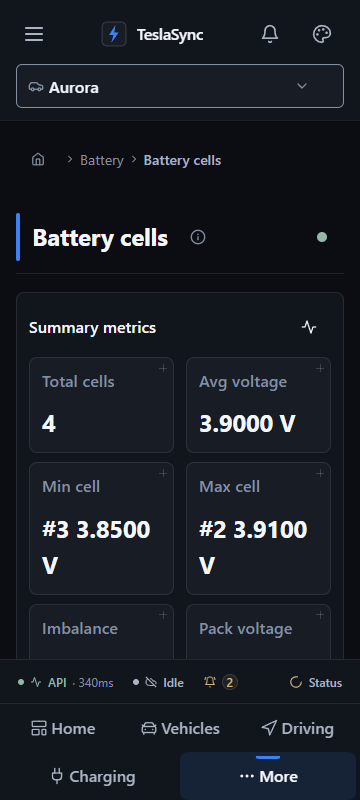 TeslaSync
Aurora
Battery
Battery cells
Battery cells
Summary metrics
Total cells
4
Avg voltage
3.9000 V
Min cell
#3 3.8500
V
Max cell
#2 3.9100
V
Imbalance
Pack voltage
API · 340ms
Idle
2
Status
Home
Vehicles
Driving
Charging
More